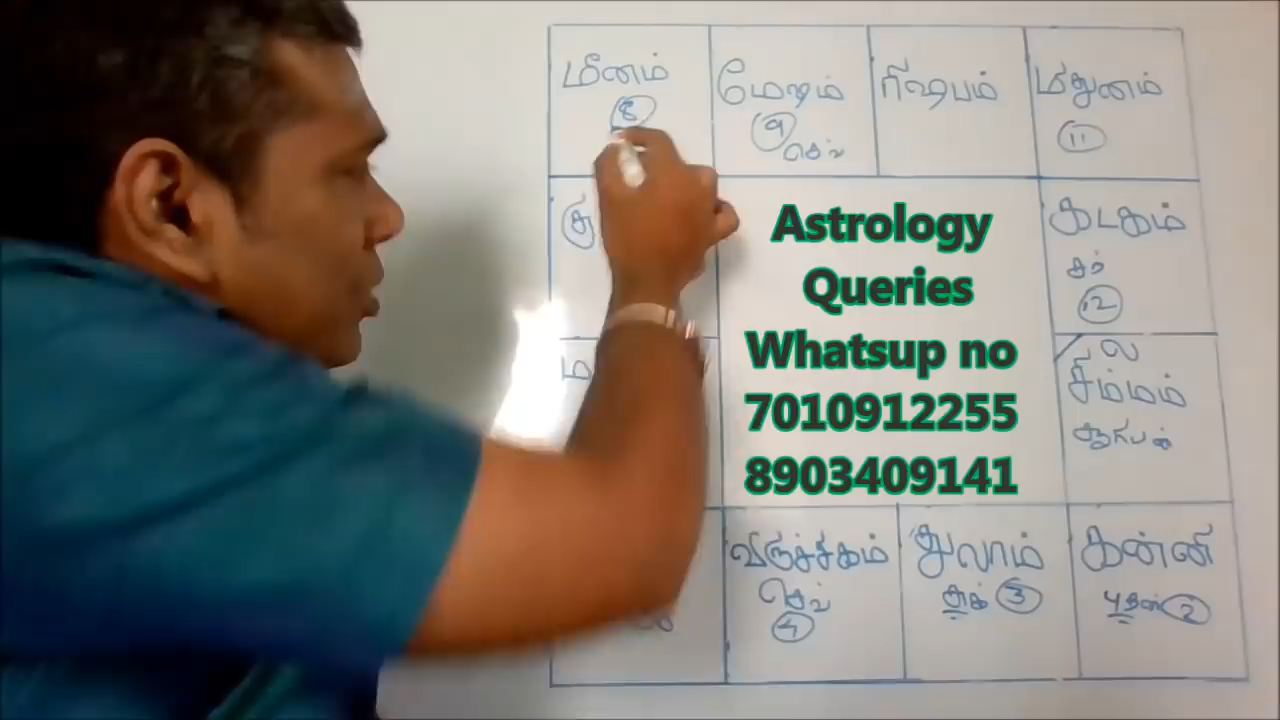 மீனம்
8
மேஷம்
9
செவ்
ரிஷபம்
மிதுனம்
11
கு
கடகம்
சந்
12
ம
ல
சிம்மம்
விருச்சிகம்
செவ்
4
துலாம்
சுக்
3
கன்னி
புதன்
2
Astrology
Queries
Whatsup no
7010912255
8903409141